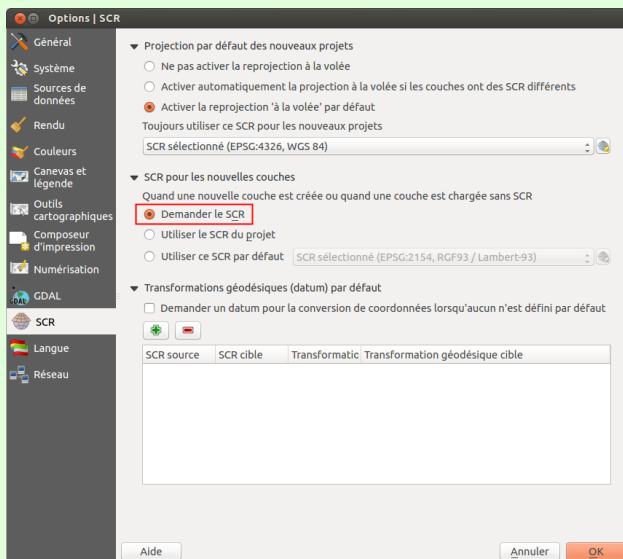 Options | SCR
Général
Système
Sources de
données
Rendu
Couleurs
Canevas et
légende
Outils
cartographiques
Composeur
d'impression
Numérisation
GDAL
SCR
Langue
Réseau
Projection par défaut des nouveaux projets
Ne pas activer la reprojection à la volée
Activer automatiquement la projection à la volée si les couches ont des SCR différents
Activer la reprojection 'à la volée' par défaut
Toujours utiliser ce SCR pour les nouveaux projets
SCR sélectionné (EPSG:4326, WGS 84)
SCR pour les nouvelles couches
Quand une nouvelle couche est créée ou quand une couche est chargée sans SCR
Demander le SCR
Utiliser le SCR du projet
Utiliser ce SCR par défaut SCR sélectionné (EPSG:2154, RGF93 / Lambert-93)
Transformations géodésiques (datum) par défaut
Demander un datum pour la conversion de coordonnées lorsqu'aucun n'est défini par défaut
SCR source SCR cible Transformatic Transformation géodésique cible
Aide Annuler OK